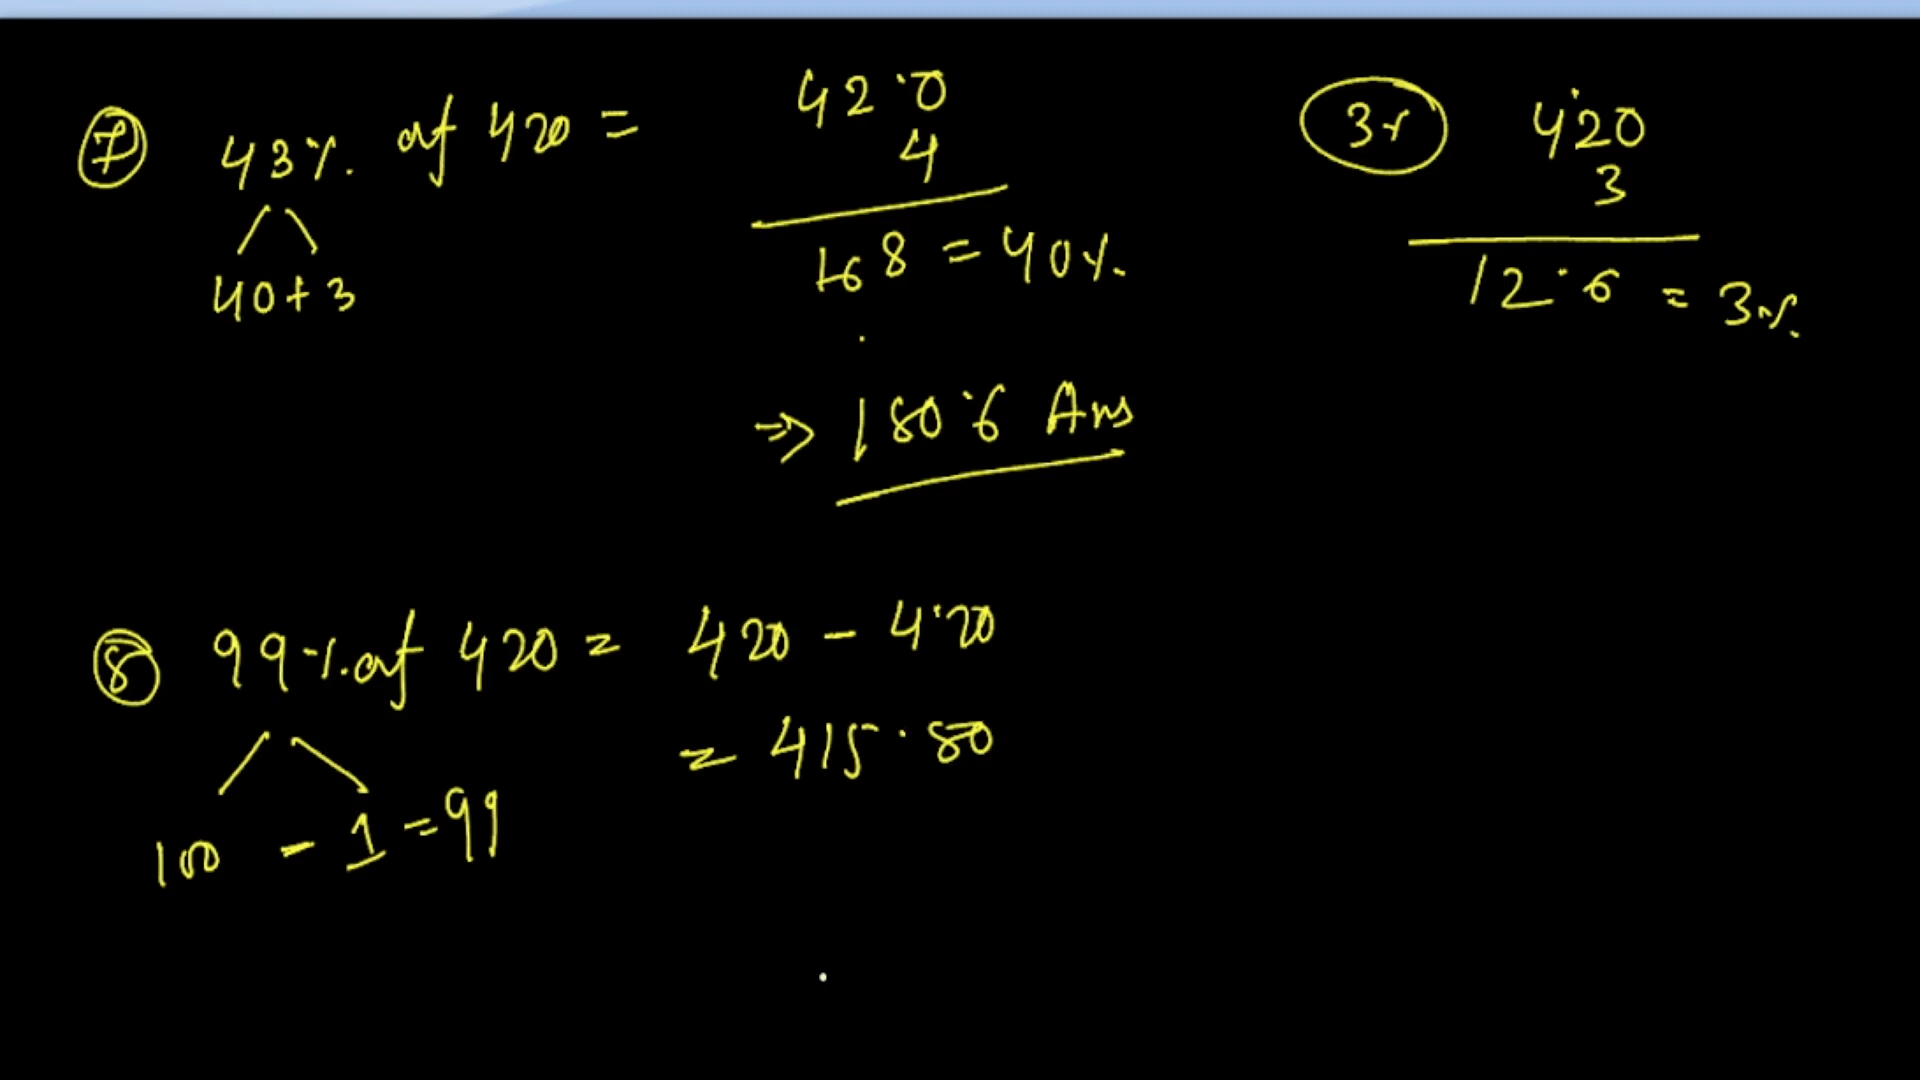 7 43% of 420 =
40+3
42.0
4
168 = 40%
⇒ 180.6 Ans
3% 4.20
3
12.6 = 3%
8 99% of 420 = 420 - 4.20
= 415.80
100 - 1 = 99